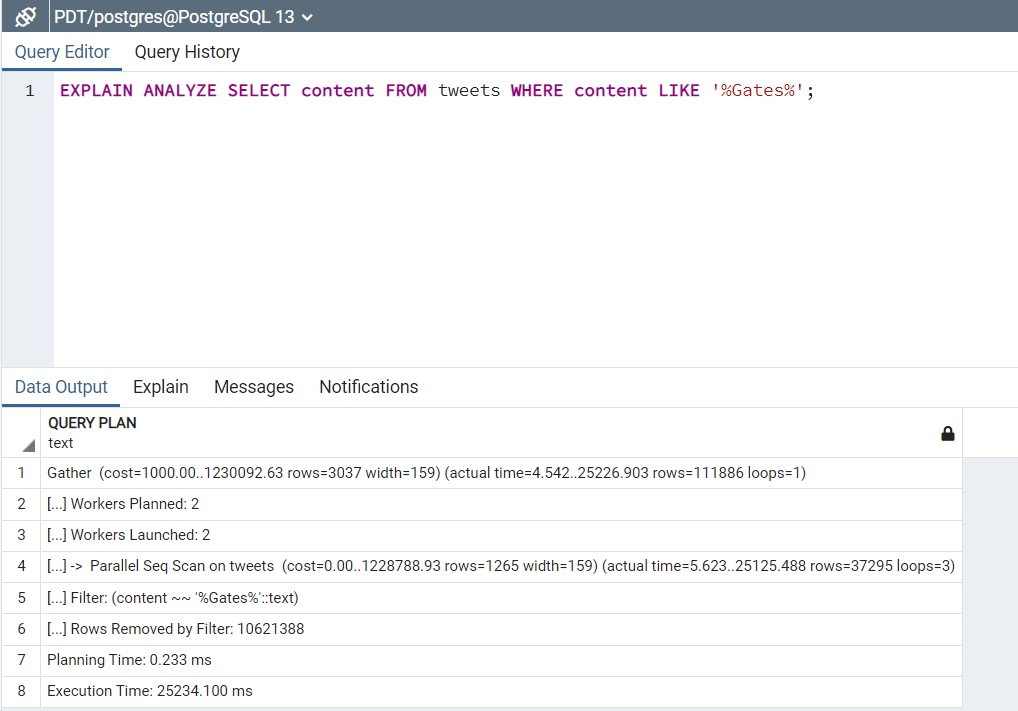 PDT/postgres@PostgreSQL 13
Query Editor Query History
1 EXPLAIN ANALYZE SELECT content FROM tweets WHERE content LIKE '%Gates%';
Data Output Explain Messages Notifications
QUERY PLAN
text
1 Gather (cost=1000.00..1230092.63 rows=3037 width=159) (actual time=4.542..25226.903 rows=111886 loops=1)
2 [...] Workers Planned: 2
3 [...] Workers Launched: 2
4 [...] -> Parallel Seq Scan on tweets (cost=0.00..1228788.93 rows=1265 width=159) (actual time=5.623..25125.488 rows=37295 loops=3)
5 [...] Filter: (content ~~ '%Gates%'::text)
6 [...] Rows Removed by Filter: 10621388
7 Planning Time: 0.233 ms
8 Execution Time: 25234.100 ms